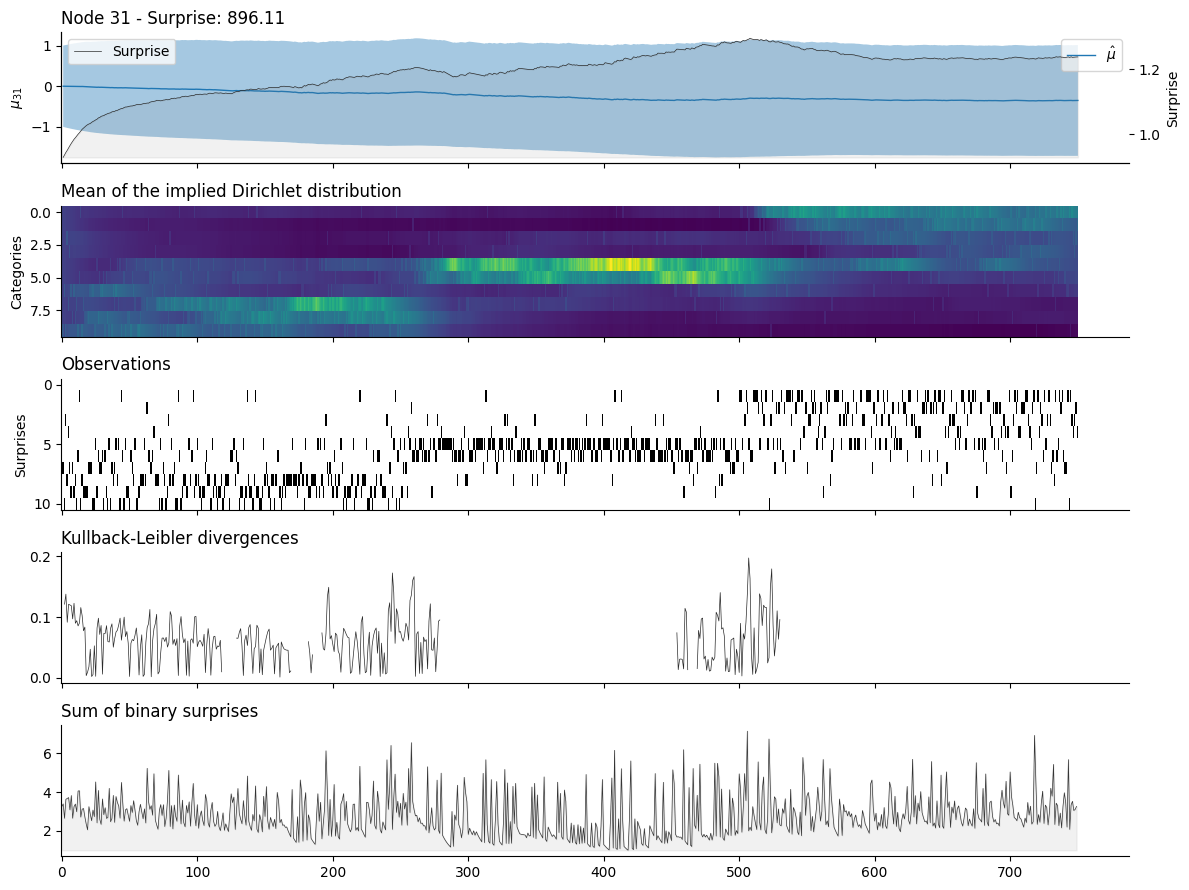 Node 31 - Surprise: 896.11
1
0
−1
μ31
Surprise
μ̂
1.2
1.0
Surprise
Mean of the implied Dirichlet distribution
0.0
2.5
5.0
7.5
Categories
Observations
0
5
10
Surprises
Kullback-Leibler divergences
0.2
0.1
0.0
Sum of binary surprises
6
4
2
0 100 200 300 400 500 600 700